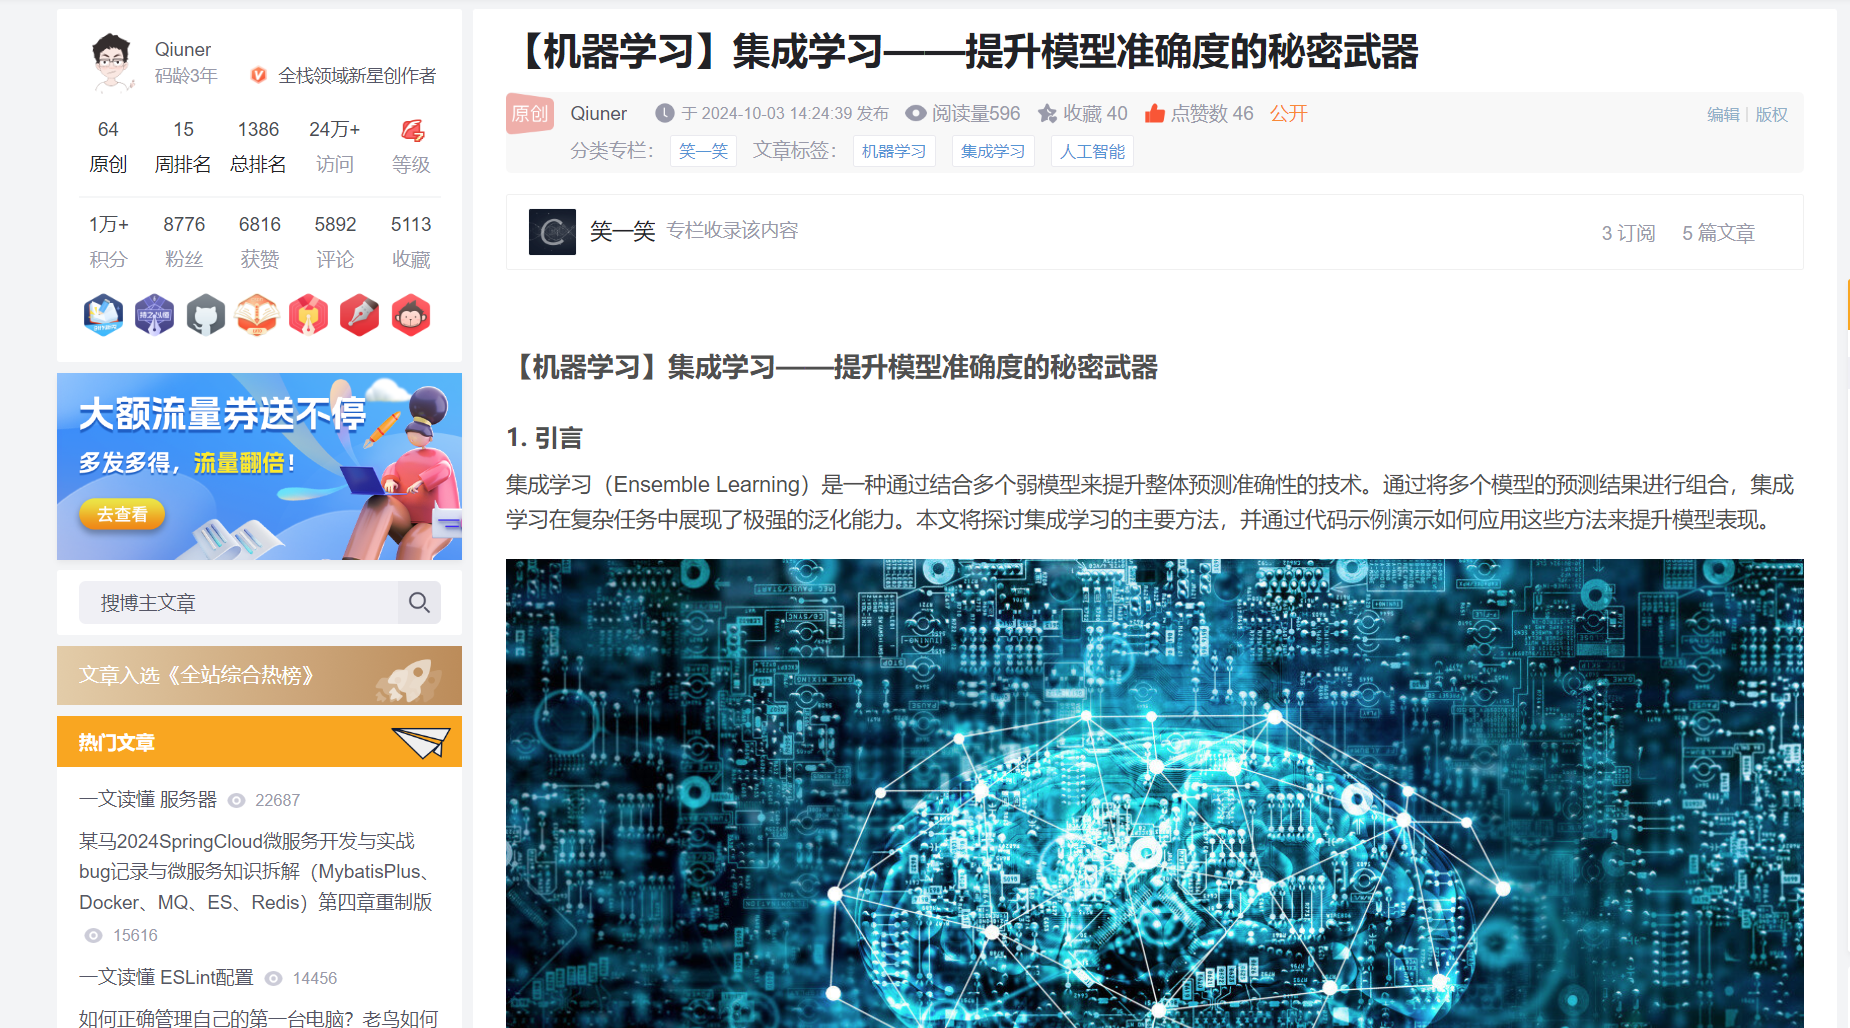 Qiuner
码龄3年
全栈领域新星创作者
64
15
1386
24万+
原创
周排名
总排名
访问
等级
1万+
8776
6816
5892
5113
积分
粉丝
获赞
评论
收藏
大额流量券送不停
多发多得，流量翻倍！
去查看
搜博主文章
文章入选《全站综合热榜》
热门文章
一文读懂 服务器 22687
某马2024SpringCloud微服务开发与实战
bug记录与微服务知识拆解（MybatisPlus、
Docker、MQ、ES、Redis）第四章重制版
15616
一文读懂 ESLint配置 14456
如何正确管理自己的第一台电脑？老鸟如何
【机器学习】集成学习——提升模型准确度的秘密武器
原创 Qiuner 于 2024-10-03 14:24:39 发布 阅读量596 收藏 40 点赞数 46 公开
编辑 版权
分类专栏： 笑一笑 文章标签： 机器学习 集成学习 人工智能
笑一笑 专栏收录该内容
3 订阅 5 篇文章
【机器学习】集成学习——提升模型准确度的秘密武器
1. 引言
集成学习（Ensemble Learning）是一种通过结合多个弱模型来提升整体预测准确性的技术。通过将多个模型的预测结果进行组合，集成
学习在复杂任务中展现了极强的泛化能力。本文将探讨集成学习的主要方法，并通过代码示例演示如何应用这些方法来提升模型表现。